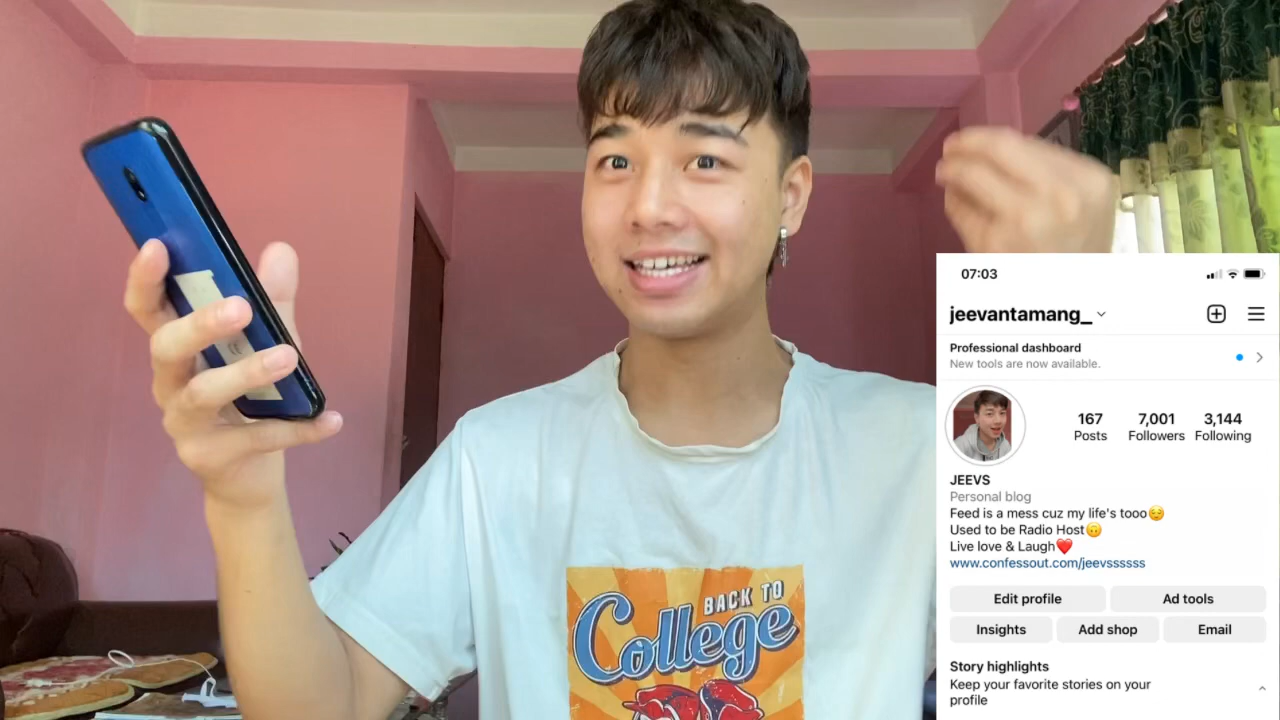 BACK TO
College
07:03
jeevantamang_
Professional dashboard
New tools are now available.
167 7,001 3,144
Posts Followers Following
JEEVS
Personal blog
Feed is a mess cuz my life's tooo😌
Used to be Radio Host🙃
Live love & Laugh❤️
www.confessout.com/jeevssssss
Edit profile Ad tools
Insights Add shop Email
Story highlights
Keep your favorite stories on your
profile